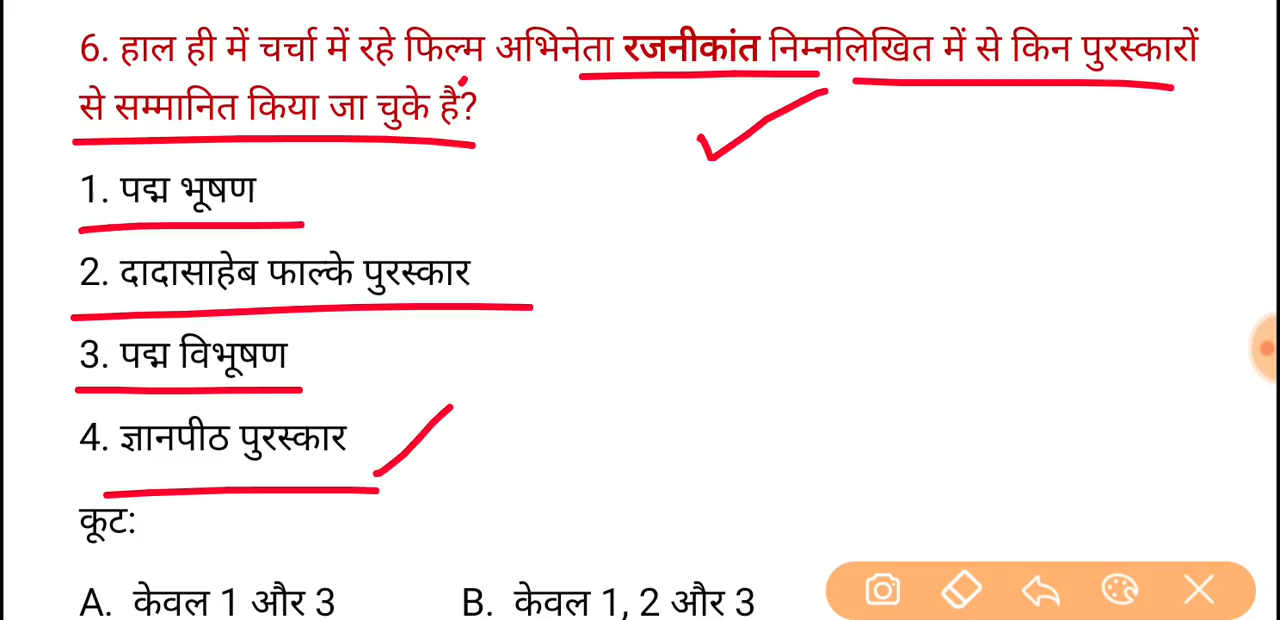 6. हाल ही में चर्चा में रहे फिल्म अभिनेता रजनीकांत निम्नलिखित में से किन पुरस्कारों
से सम्मानित किया जा चुके है?
1. पद्म भूषण
2. दादासाहेब फाल्के पुरस्कार
3. पद्म विभूषण
4. ज्ञानपीठ पुरस्कार
कूट:
A. केवल 1 और 3 B. केवल 1, 2 और 3